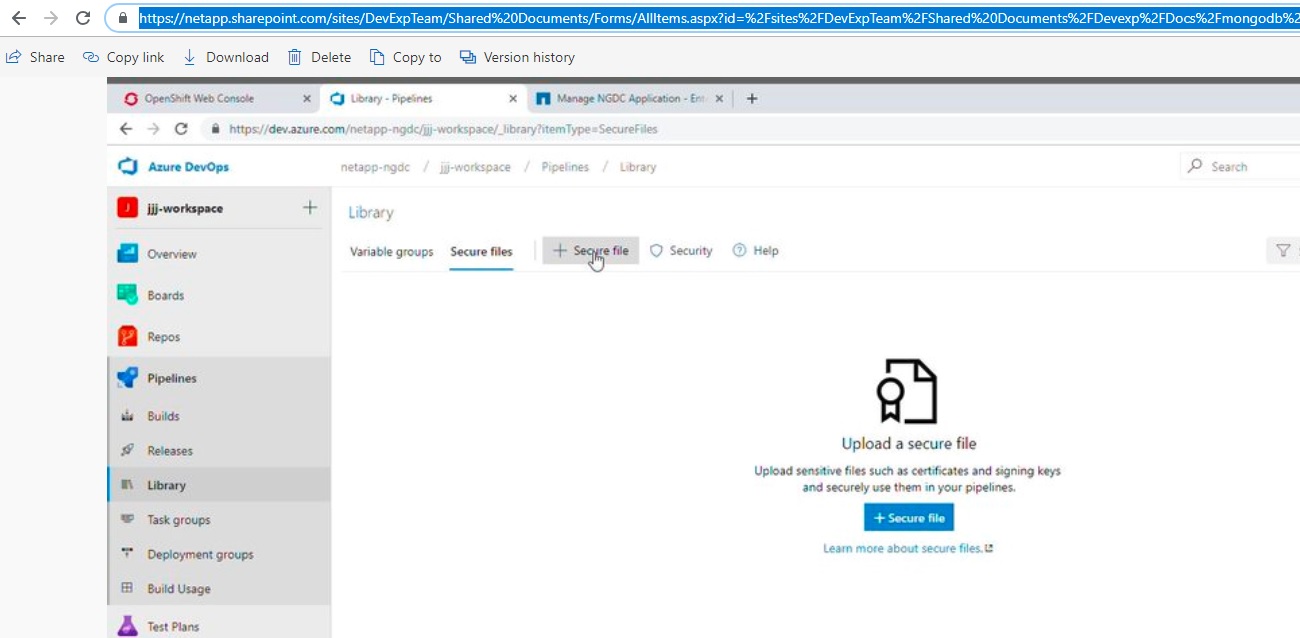 https://netapp.sharepoint.com/sites/DevExpTeam/Shared%20Documents/Forms/AllItems.aspx?id=%2Fsites%2FDevExpTeam%2FShared%20Documents%2FDevexp%2FDocs%2Fmongodb%2
Share Copy link Download Delete Copy to Version history
OpenShift Web Console Library - Pipelines Manage NGDC Application - Ent
https://dev.azure.com/netapp-ngdc/jjj-workspace/_library?itemType=SecureFiles
Azure DevOps netapp-ngdc / jjj-workspace / Pipelines / Library Search
J jjj-workspace +
Library
Variable groups Secure files + Secure file Security ? Help
Overview
Boards
Repos
Pipelines
Builds
Releases
Library
Task groups
Deployment groups
Build Usage
Test Plans
Upload a secure file
Upload sensitive files such as certificates and signing keys
and securely use them in your pipelines.
+ Secure file
Learn more about secure files.